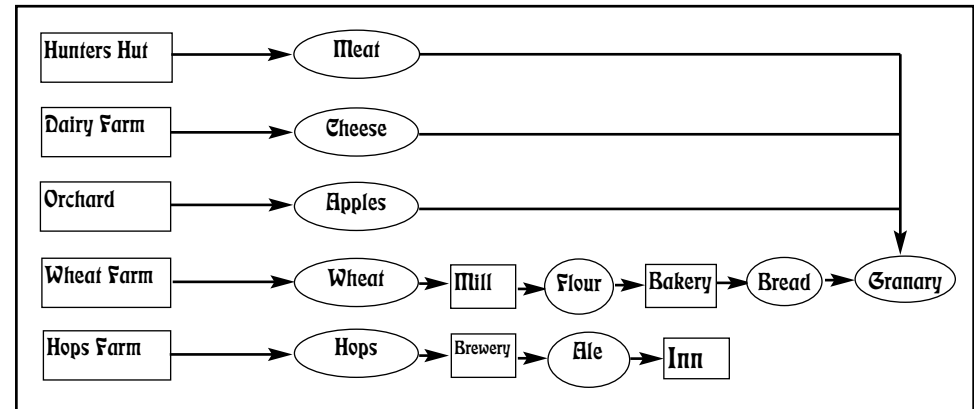 Hunters Hut
Meat
Dairy Farm
Cheese
Orchard
Apples
Wheat Farm
Wheat
Mill
Flour
Bakery
Bread
Granary
Hops Farm
Hops
Brewery
Ale
Inn